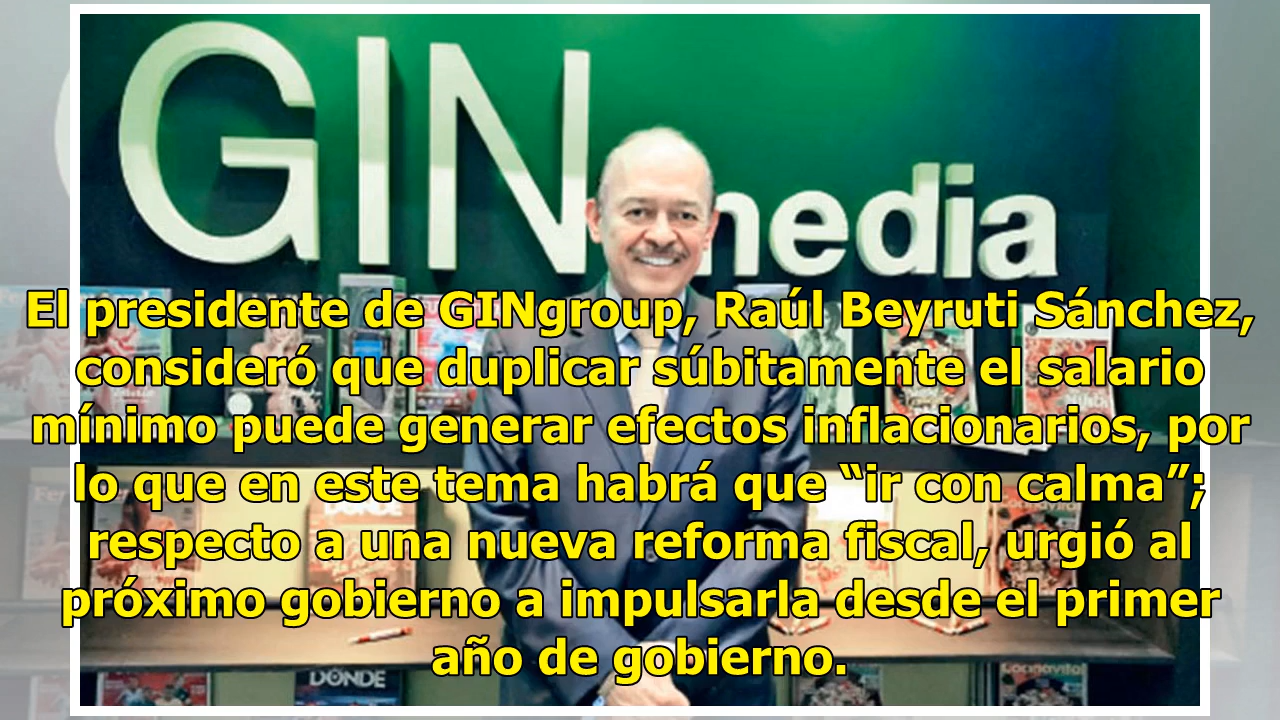 GIN media
El presidente de GINgroup, Raúl Beyruti Sánchez,
consideró que duplicar súbitamente el salario
mínimo puede generar efectos inflacionarios, por
lo que en este tema habrá que “ir con calma”;
respecto a una nueva reforma fiscal, urgió al
próximo gobierno a impulsarla desde el primer
año de gobierno.
DÓNDE
DÓNDE